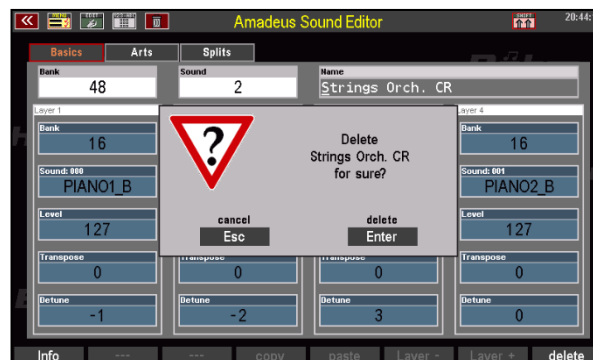 MENU
EDIT
Amadeus Sound Editor
SHIFT
20:44:
Basics Arts Splits
Bank Sound Name
48 2 Strings Orch. CR
Layer 1 Layer 4
Bank Bank
16 16
Delete
Strings Orch. CR
for sure?
Sound: 000 Sound: 001
PIANO1_B PIANO2_B
cancel delete
Esc Enter
Level Level
127 127
Transpose Transpose Transpose Transpose
0 0 0 0
Detune Detune Detune Detune
-1 -2 3 0
Info --- --- copy paste Layer - Layer + delete